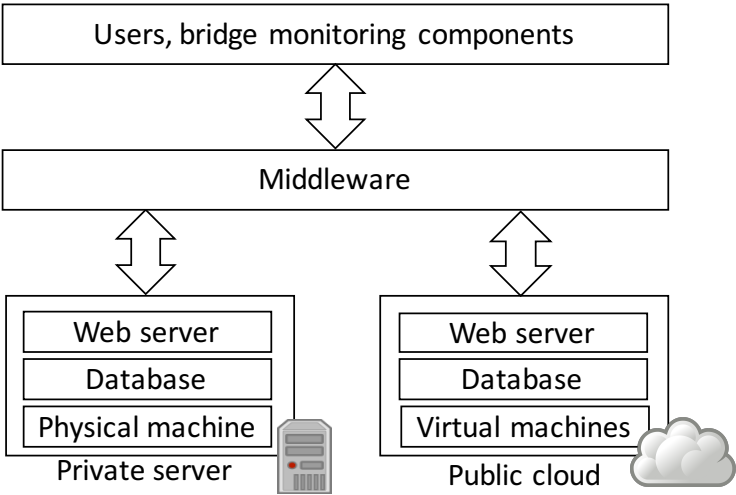 Users, bridge monitoring components
Middleware
Web server
Database
Physical machine
Private server
Web server
Database
Virtual machines
Public cloud